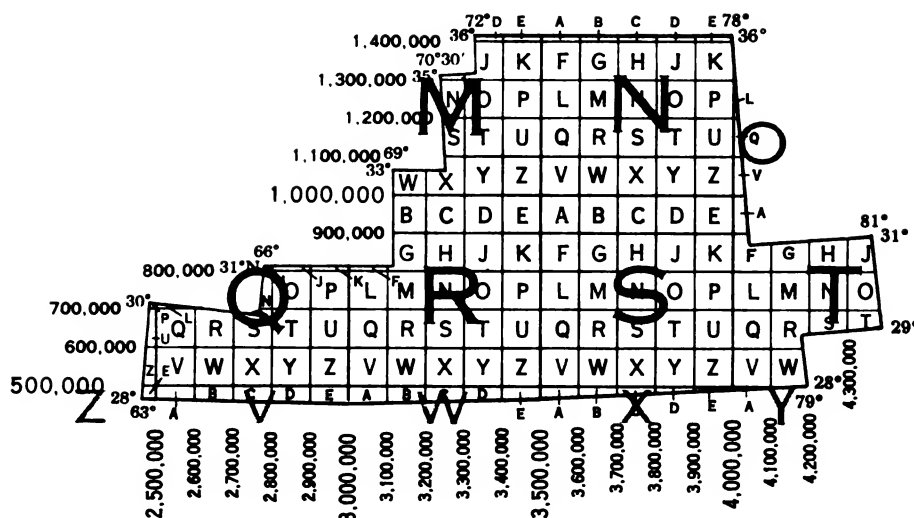 72° D E A B C D E 78°
1,400,000 36° 36°
J K F G H J K
70°30'
1,300,000 35°
M N
N O P L M N O P L
1,200,000
S T U Q R S T U Q
O
1,100,000 69°
33°
W X Y Z V W X Y Z V
1,000,000
B C D E A B C D E A
900,000 81°
31°
G H J K F G H J K F G H J
66°
800,000 31° N J K F
Q R S T
N O P L M N O P L M N O P L M N O
700,000 30°
P L
U Q R S T U Q R S T U Q R S T U Q R S T 29°
600,000
Z E V W X Y Z V W X Y Z V W X Y Z V W
500,000 28° B C D E A B C D 28°
Z 63° A V W E A B X D E A Y 79°
2,500,000 2,600,000 2,700,000 2,800,000 2,900,000 3,000,000 3,100,000 3,200,000 3,300,000 3,400,000 3,500,000 3,600,000 3,700,000 3,800,000 3,900,000 4,000,000 4,100,000 4,200,000 4,300,000